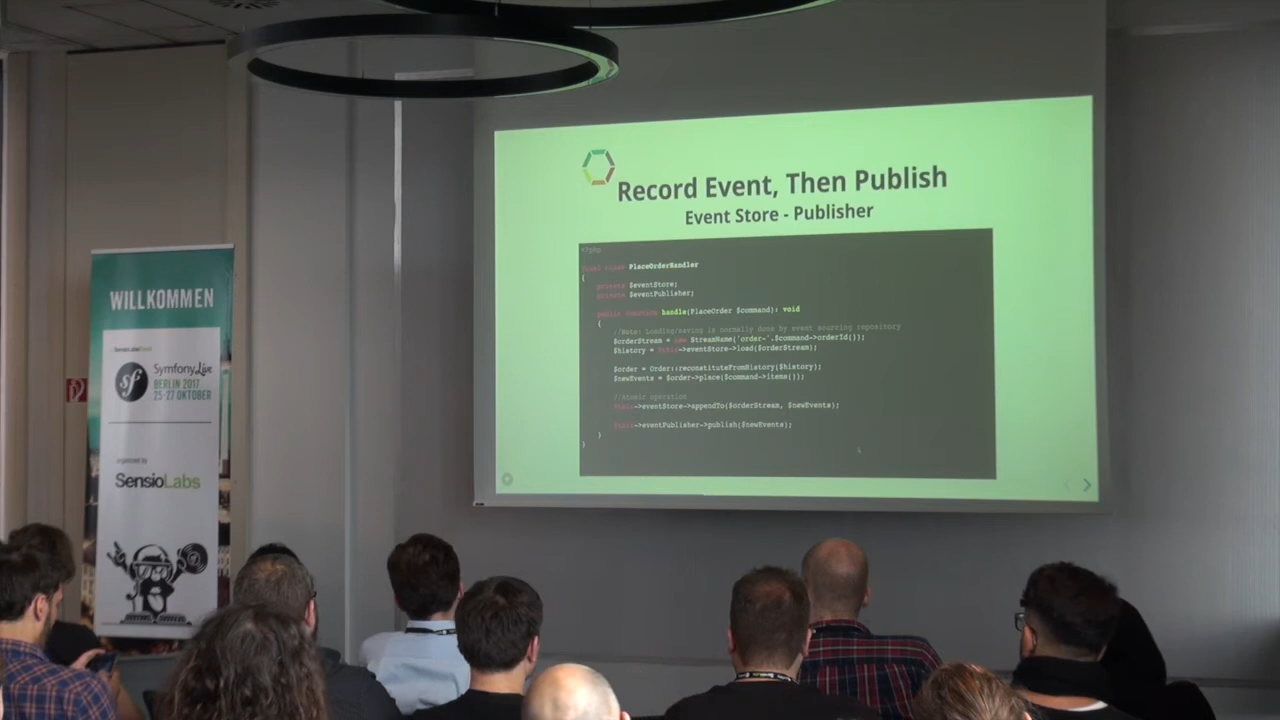 WILLKOMMEN
SensioLabs
sf SymfonyLive
BERLIN 2017
25-27 OKTOBER
organized by
SensioLabs
Record Event, Then Publish
Event Store - Publisher
<?php
final class PlaceOrderHandler
{
private $eventStore;
private $eventPublisher;
public function handle(PlaceOrder $command): void
{
//Note: Loading/saving is normally done by event sourcing repository
$orderStream = new StreamName('order-'.$command->orderId());
$history = $this->eventStore->load($orderStream);
$order = Order::reconstituteFromHistory($history);
$newEvents = $order->place($command->items());
//Atomic operation
$this->eventStore->appendTo($orderStream, $newEvents);
$this->eventPublisher->publish($newEvents);
}
}